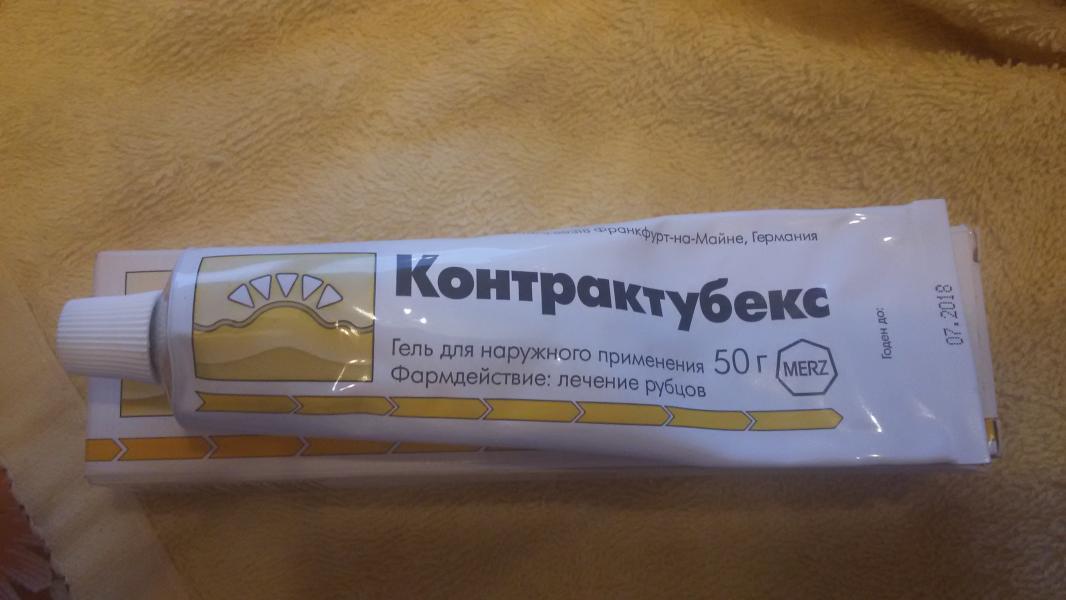 Франкфурт-на-Майне, Германия
Контрактубекс
Гель для наружного применения 50 г
Фармдействие: лечение рубцов
MERZ
Годен до:
07.2018